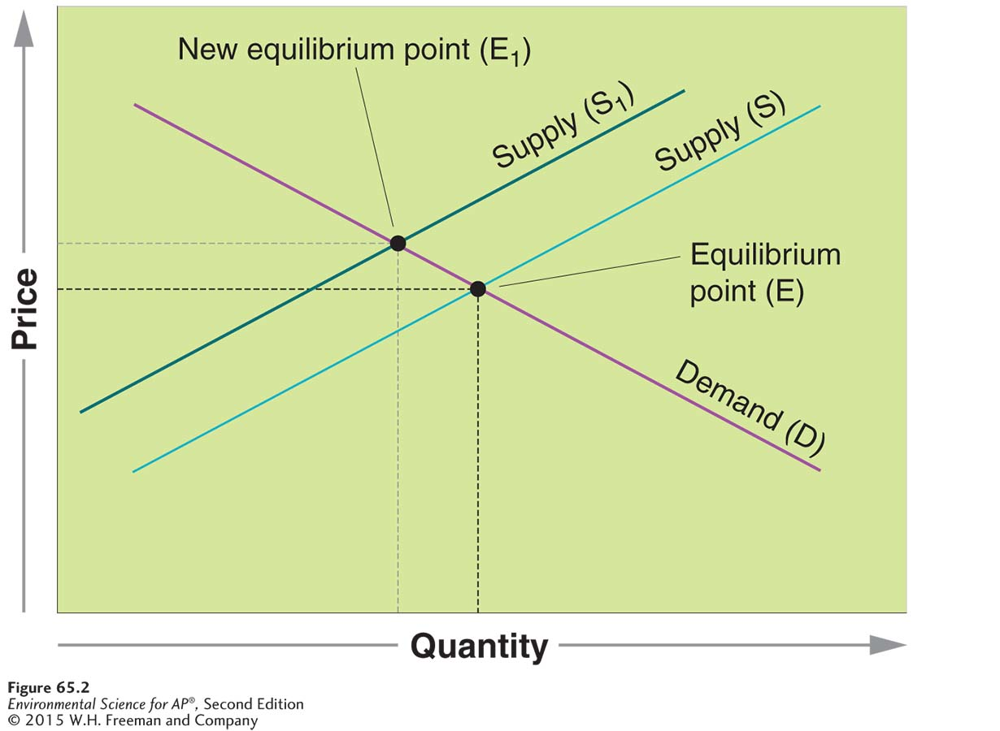 New equilibrium point (E₁)
Supply (S₁)
Supply (S)
Equilibrium
point (E)
Demand (D)
Price
Quantity
Figure 65.2
Environmental Science for AP®, Second Edition
© 2015 W.H. Freeman and Company